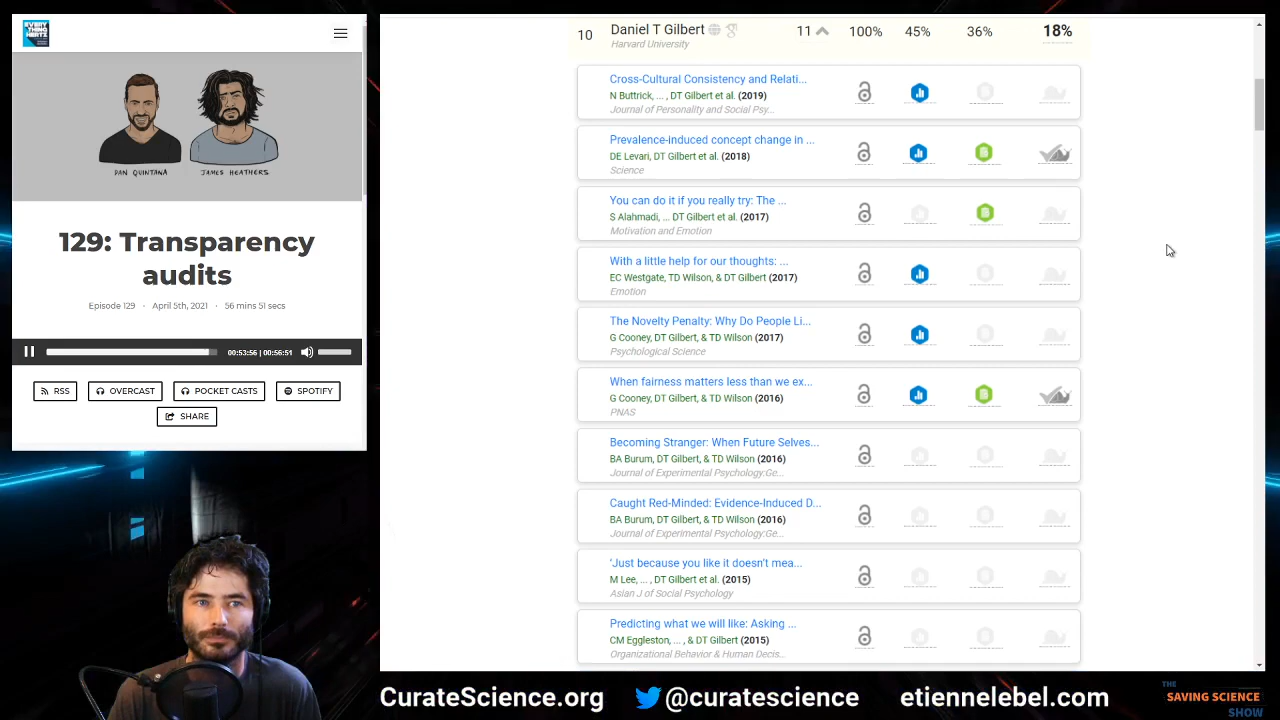 EVERY
THING
HERTZ
DAN QUINTANA
JAMES HEATHERS
129: Transparency
audits
Episode 129 · April 5th, 2021 · 56 mins 51 secs
00:53:56 | 00:56:51
RSS
OVERCAST
POCKET CASTS
SPOTIFY
SHARE
10 Daniel T Gilbert 11 100% 45% 36% 18%
Harvard University
Cross-Cultural Consistency and Relati...
N Buttrick, ... , DT Gilbert et al. (2019)
Journal of Personality and Social Psy...
Prevalence-induced concept change in ...
DE Levari, DT Gilbert et al. (2018)
Science
You can do it if you really try: The ...
S Alahmadi, ... DT Gilbert et al. (2017)
Motivation and Emotion
With a little help for our thoughts: ...
EC Westgate, TD Wilson, & DT Gilbert (2017)
Emotion
The Novelty Penalty: Why Do People Li...
G Cooney, DT Gilbert, & TD Wilson (2017)
Psychological Science
When fairness matters less than we ex...
G Cooney, DT Gilbert, & TD Wilson (2016)
PNAS
Becoming Stranger: When Future Selves...
BA Burum, DT Gilbert, & TD Wilson (2016)
Journal of Experimental Psychology:Ge...
Caught Red-Minded: Evidence-Induced D...
BA Burum, DT Gilbert, & TD Wilson (2016)
Journal of Experimental Psychology:Ge...
'Just because you like it doesn't mea...
M Lee, ... , DT Gilbert et al. (2015)
Asian J of Social Psychology
Predicting what we will like: Asking ...
CM Eggleston, ... , & DT Gilbert (2015)
Organizational Behavior & Human Decis...
CurateScience.org @curatescience etiennelebel.com
THE
SAVING SCIENCE
SHOW